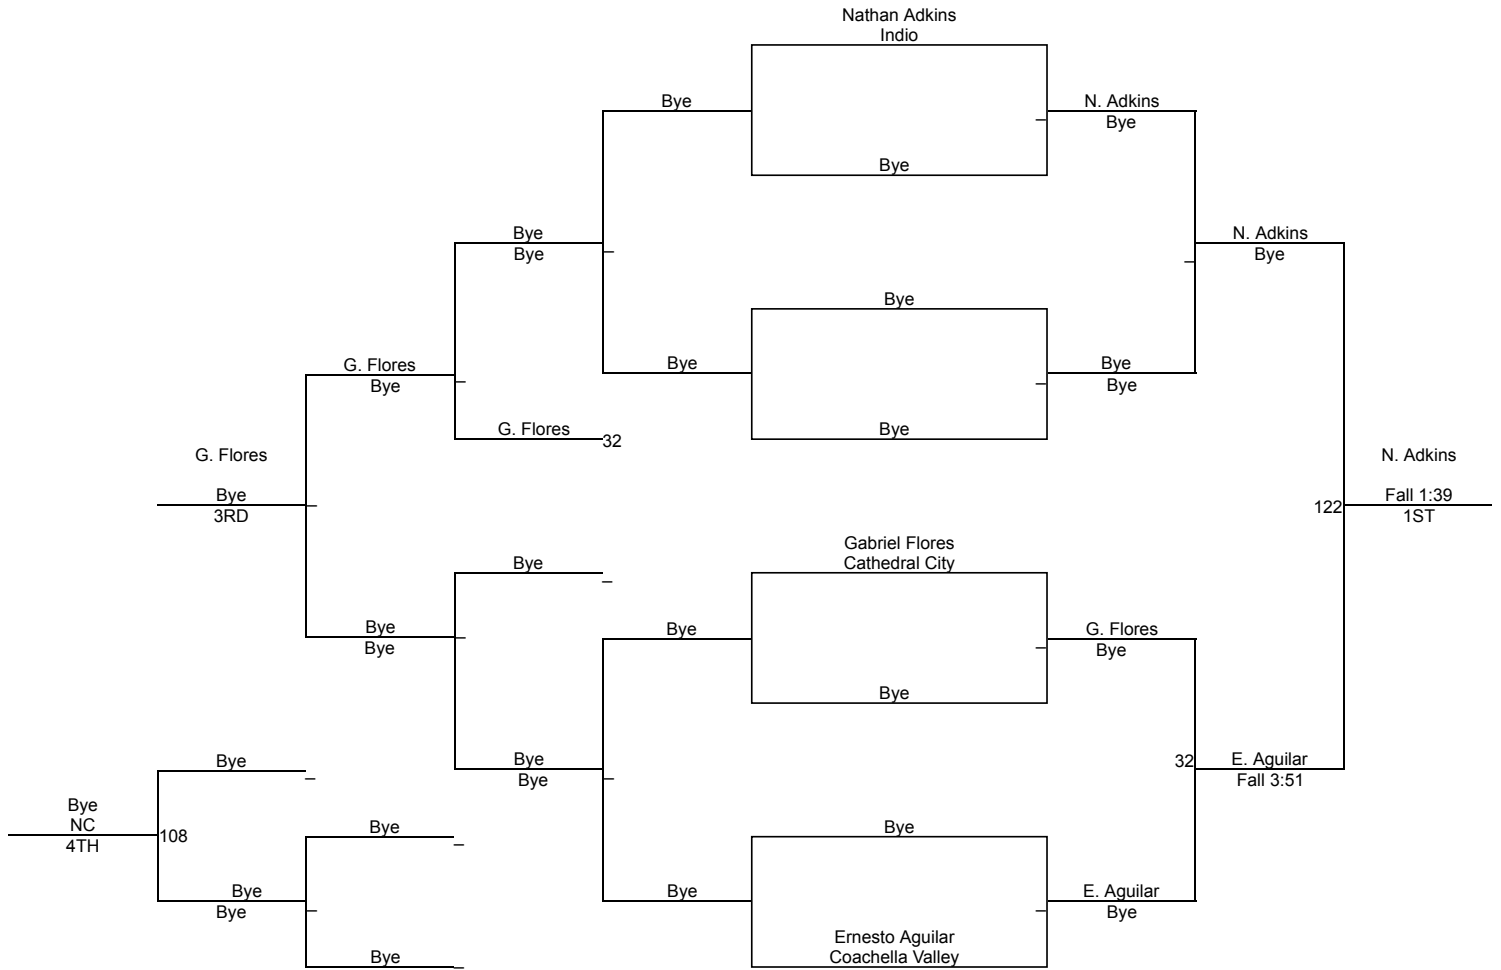 Nathan Adkins
Indio
Bye
N. Adkins
Bye
Bye
Bye
Bye
N. Adkins
Bye
Bye
G. Flores
Bye
Bye
Bye
Bye
G. Flores
32
Bye
G. Flores
N. Adkins
Bye
3RD
122
Fall 1:39
1ST
Gabriel Flores
Cathedral City
Bye
Bye
Bye
Bye
G. Flores
Bye
Bye
Bye
Bye
Bye
32
E. Aguilar
Fall 3:51
Bye
NC
4TH
108
Bye
Bye
Bye
Bye
Bye
E. Aguilar
Bye
Ernesto Aguilar
Coachella Valley
Bye